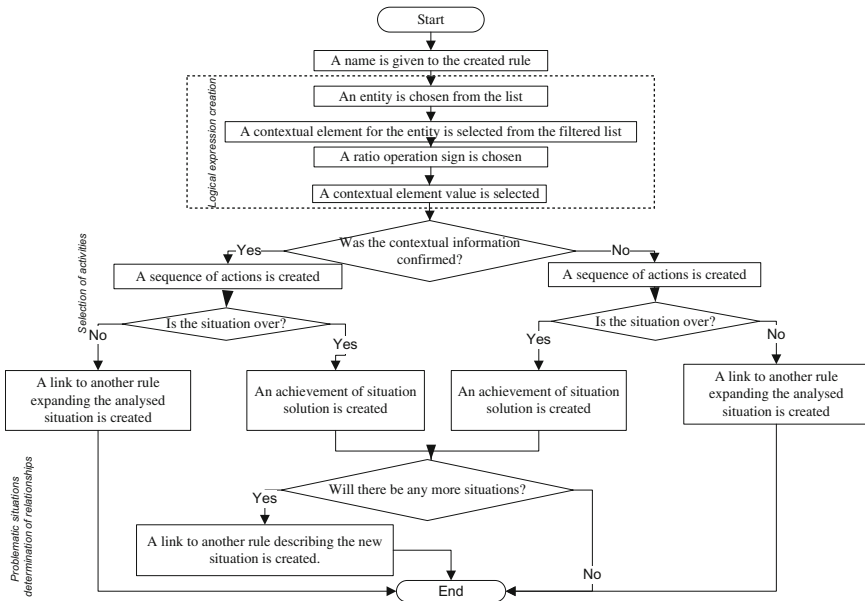 Start
A name is given to the created rule
Logical expression creation
An entity is chosen from the list
A contextual element for the entity is selected from the filtered list
A ratio operation sign is chosen
A contextual element value is selected
Was the contextual information
confirmed?
Yes
No
Selection of activities
A sequence of actions is created
A sequence of actions is created
Is the situation over?
Is the situation over?
No
Yes
Yes
No
A link to another rule
expanding the analysed
situation is created
An achievement of situation
solution is created
An achievement of situation
solution is created
A link to another rule
expanding the analysed
situation is created
Problematic situations
determination of relationships
Will there be any more situations?
Yes
A link to another rule describing the new
situation is created.
No
End